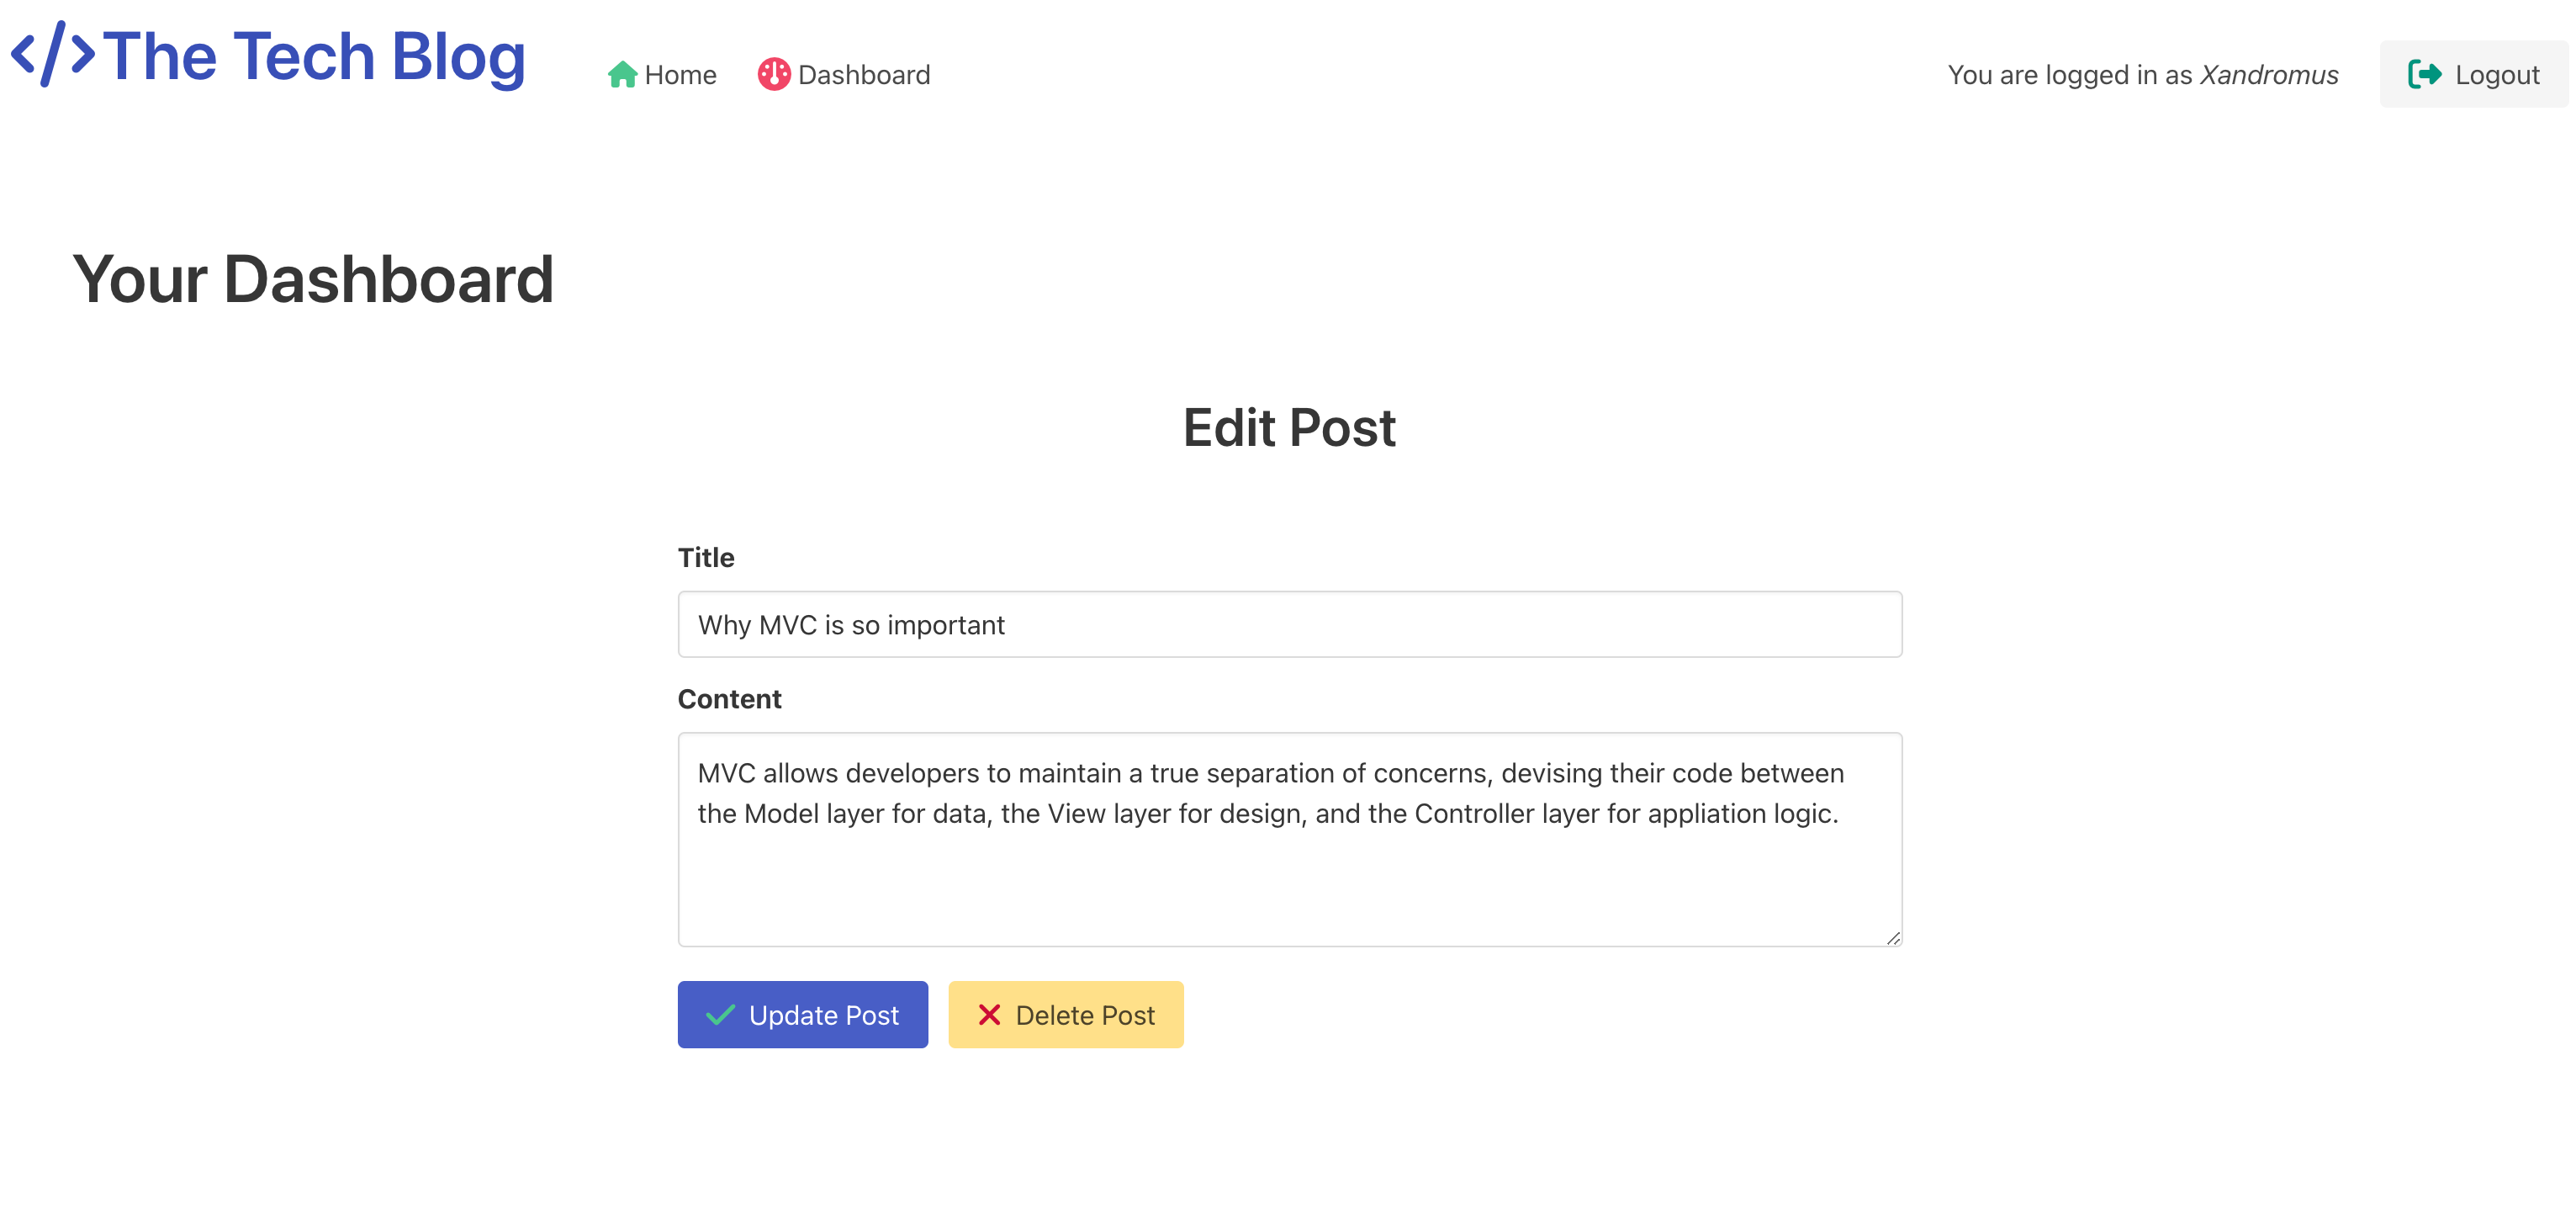 </>The Tech Blog
Home
Dashboard
You are logged in as Xandromus
Logout
Your Dashboard
Edit Post
Title
Why MVC is so important
Content
MVC allows developers to maintain a true separation of concerns, devising their code between
the Model layer for data, the View layer for design, and the Controller layer for appliation logic.
Update Post
Delete Post